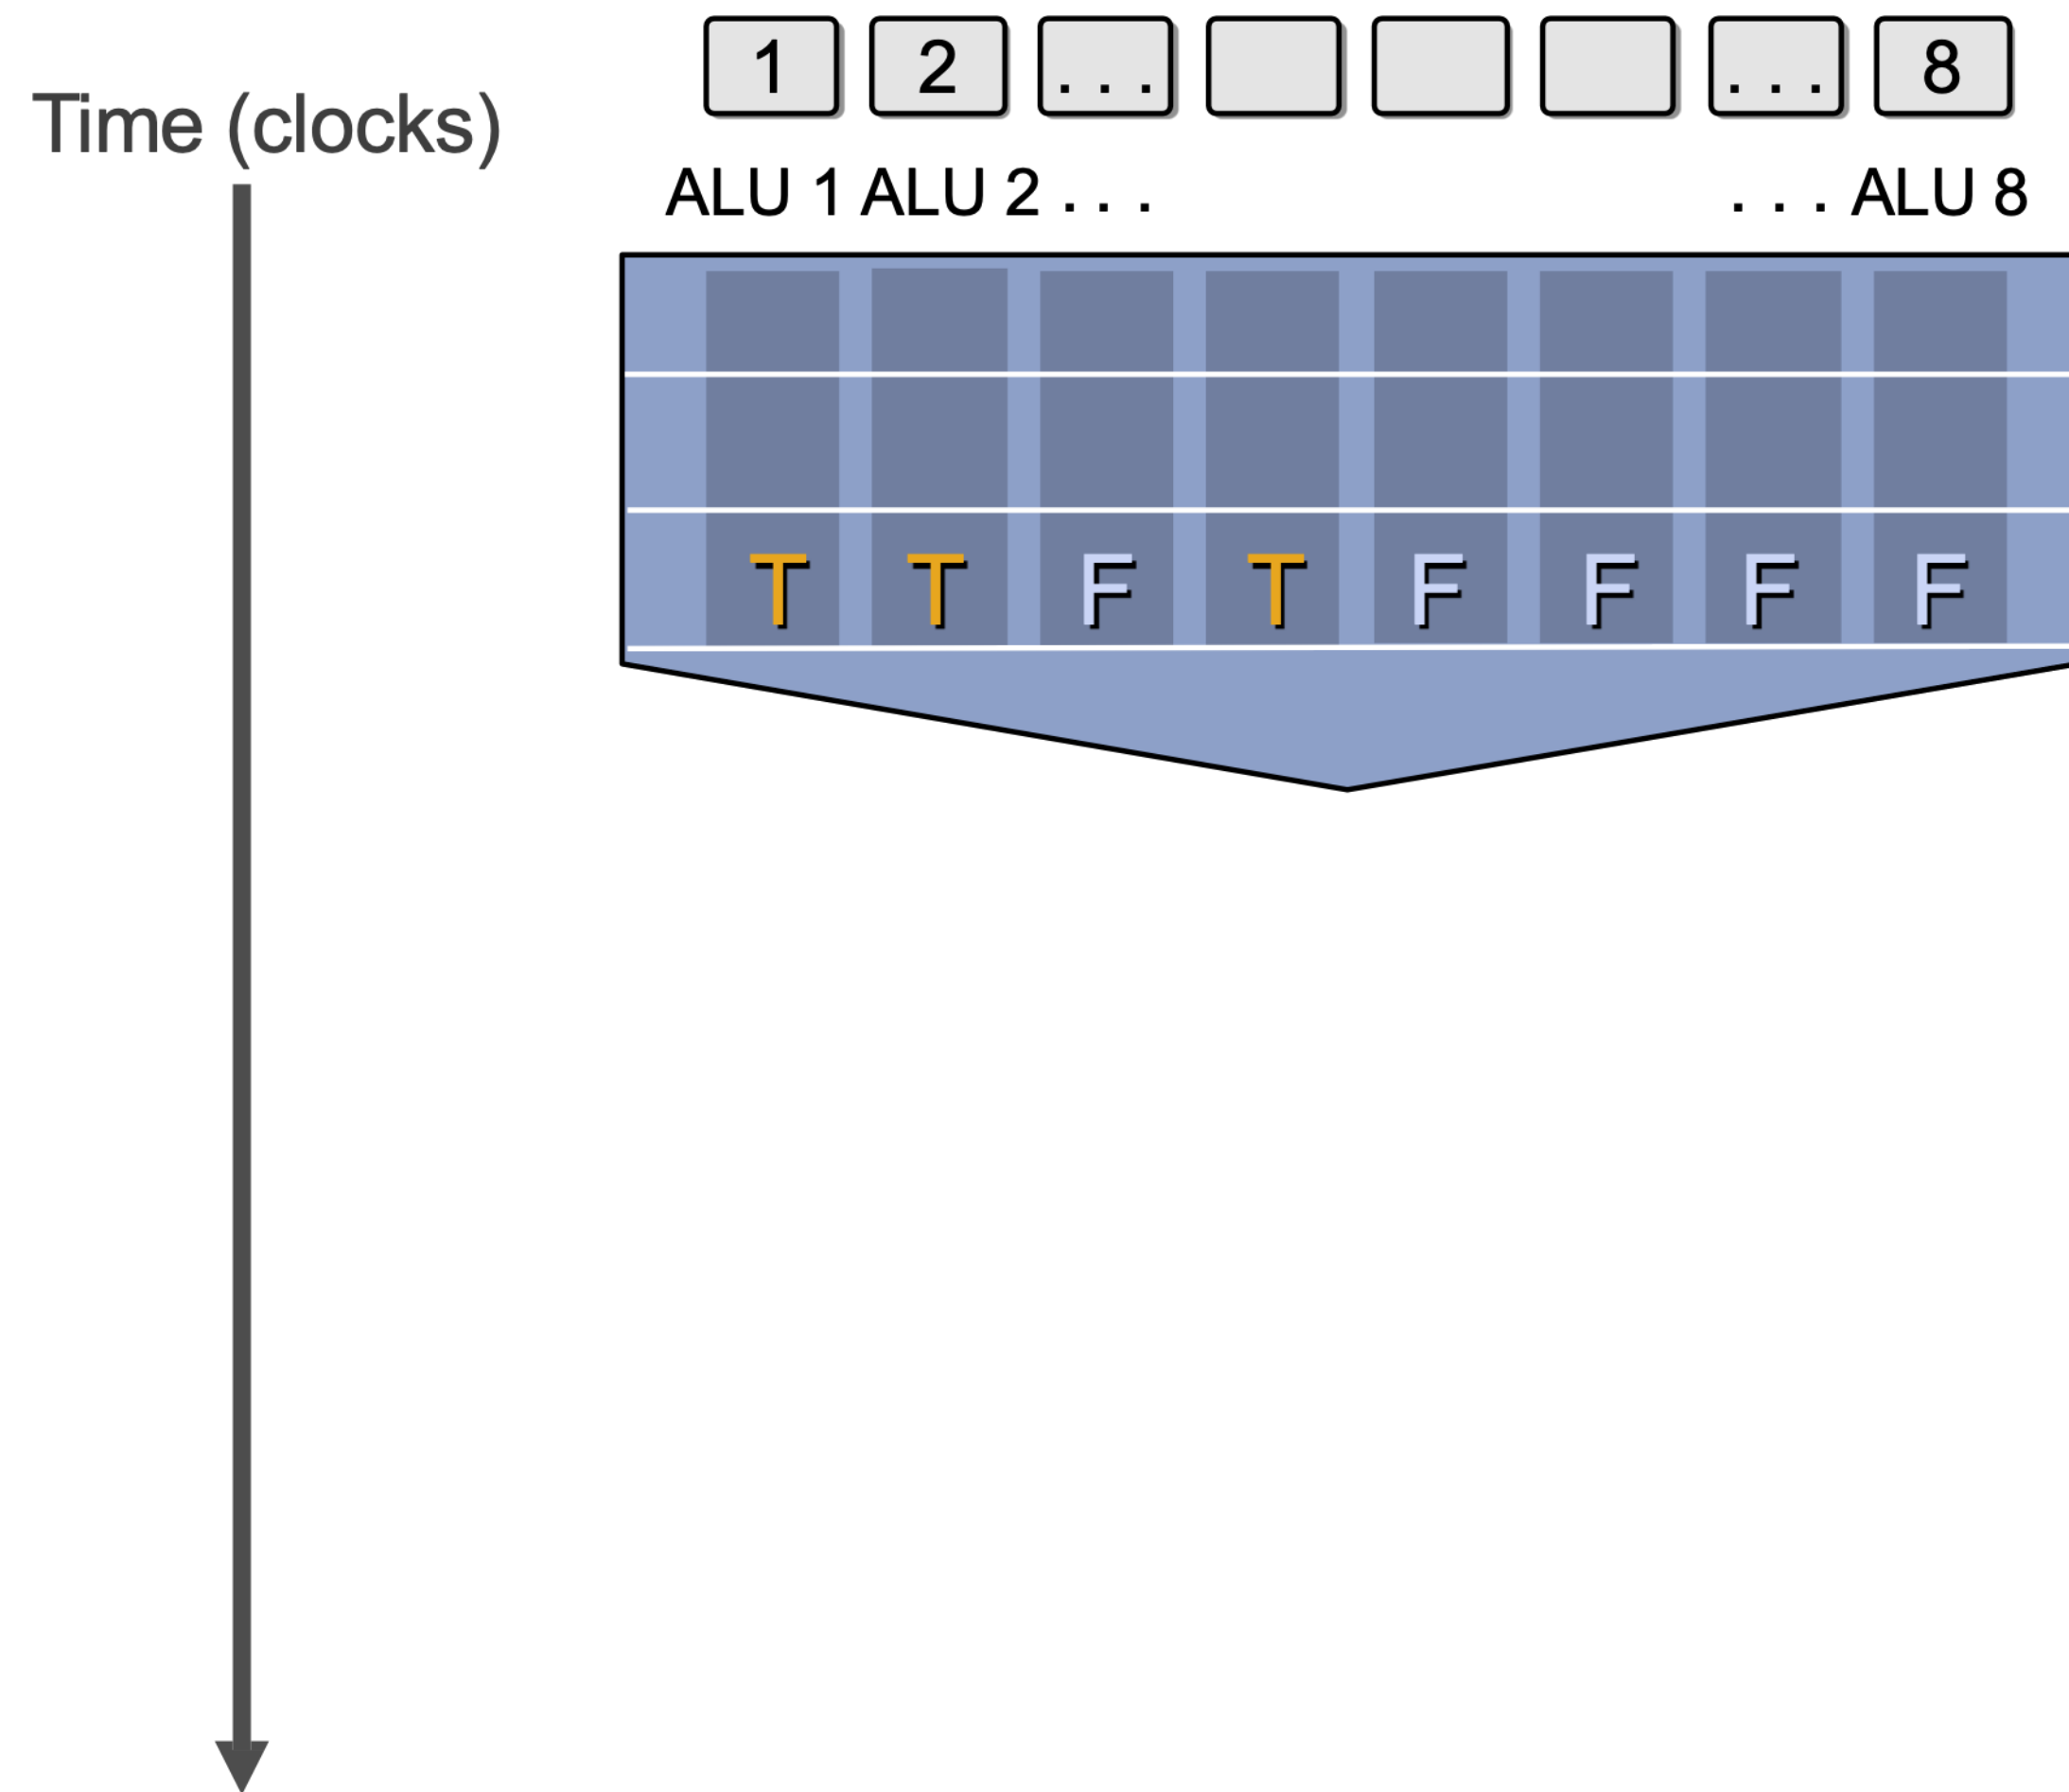 1 2 . . . . . . 8
Time (clocks)
ALU 1 ALU 2 . . . . . . ALU 8
T T F T F F F F